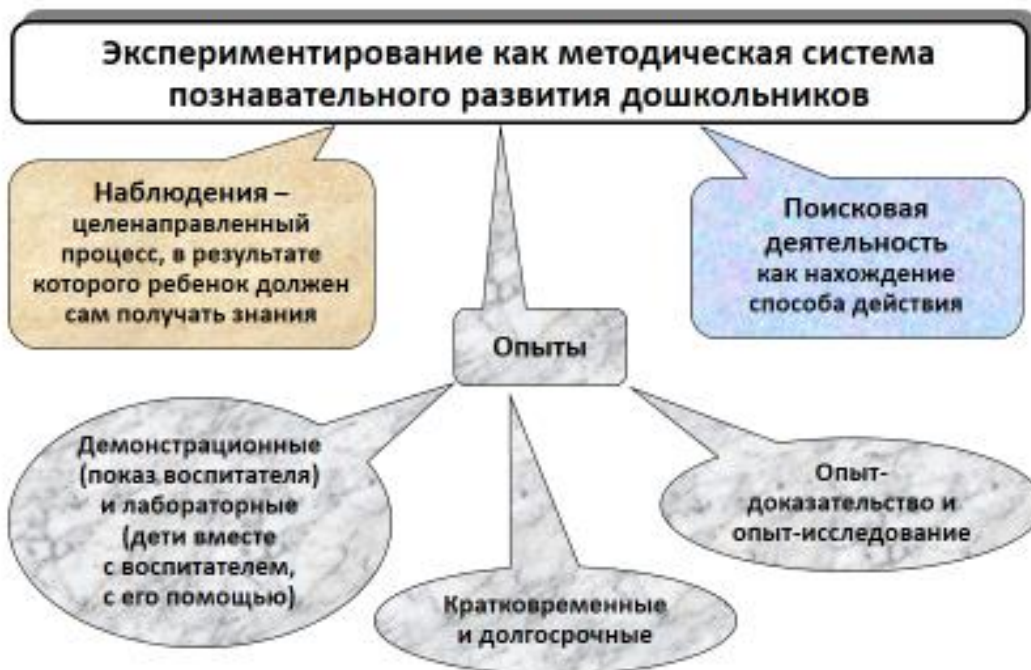 Экспериментирование как методическая система
познавательного развития дошкольников
Наблюдения –
целенаправленный
процесс, в результате
которого ребенок должен
сам получать знания
Поисковая
деятельность
как нахождение
способа действия
Опыты
Демонстрационные
(показ воспитателя)
и лабораторные
(дети вместе
с воспитателем,
с его помощью)
Кратковременные
и долгосрочные
Опыт-
доказательство и
опыт-исследование